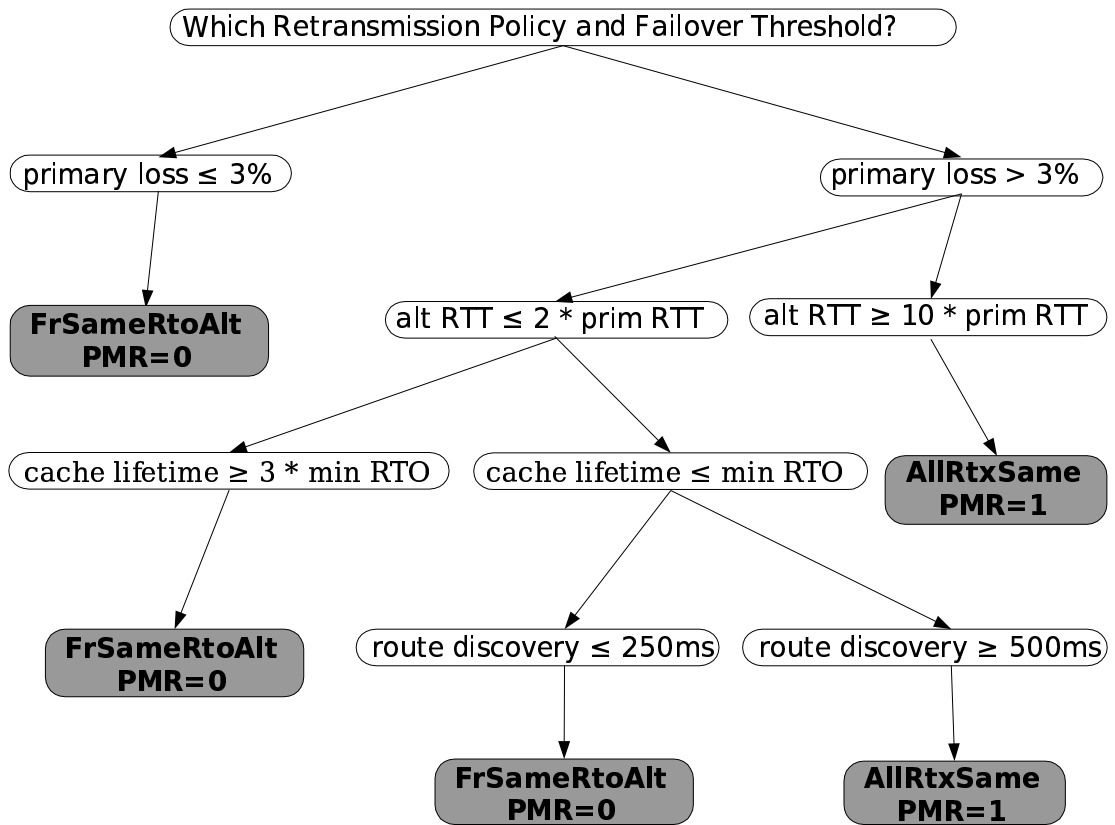 Which Retransmission Policy and Failover Threshold?
primary loss ≤ 3%
primary loss > 3%
FrSameRtoAlt
PMR=0
alt RTT ≤ 2 * prim RTT
alt RTT ≥ 10 * prim RTT
cache lifetime ≥ 3 * min RTO
cache lifetime ≤ min RTO
AllRtxSame
PMR=1
FrSameRtoAlt
PMR=0
route discovery ≤ 250ms
route discovery ≥ 500ms
FrSameRtoAlt
PMR=0
AllRtxSame
PMR=1